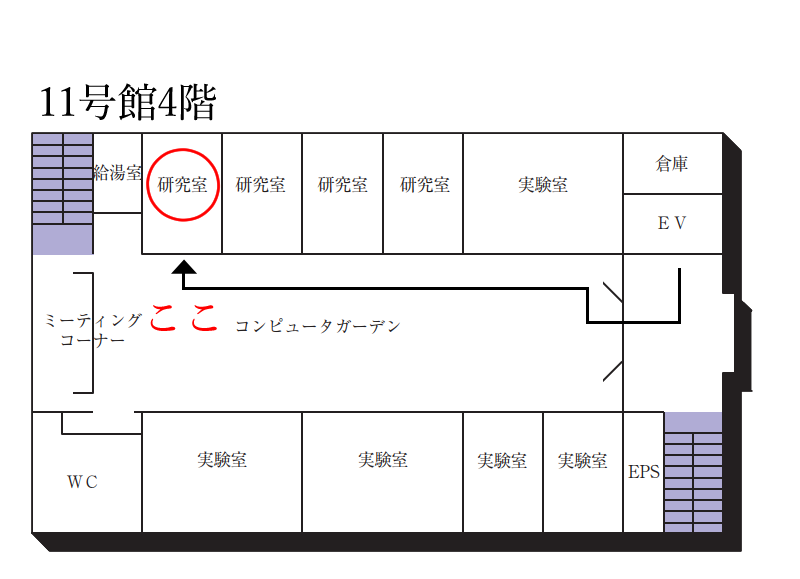 11号館4階
給湯室
研究室
研究室
研究室
研究室
実験室
倉庫
ＥＶ
ミーティング
コーナー
ここ
コンピュータガーデン
ＷＣ
実験室
実験室
実験室
実験室
EPS